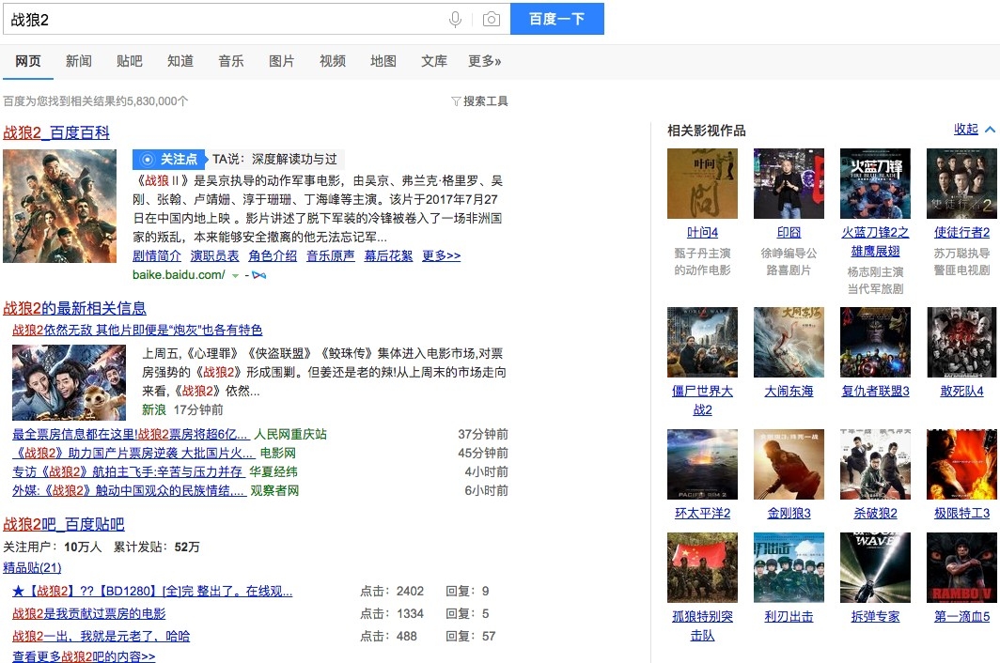 战狼2
百度一下
网页 新闻 贴吧 知道 音乐 图片 视频 地图 文库 更多»
百度为您找到相关结果约5,830,000个
搜索工具
战狼2_百度百科
关注点 TA说：深度解读功与过
《战狼Ⅱ》是吴京执导的动作军事电影，由吴京、弗兰克·格里罗、吴
刚、张翰、卢靖姗、淳于珊珊、丁海峰等主演。该片于2017年7月27
日在中国内地上映 。影片讲述了脱下军装的冷锋被卷入了一场非洲国
家的叛乱，本来能够安全撤离的他无法忘记军...
剧情简介 演职员表 角色介绍 音乐原声 幕后花絮 更多>>
baike.baidu.com/ -
战狼2的最新相关信息
战狼2依然无敌 其他片即便是“炮灰”也各有特色
上周五,《心理罪》《侠盗联盟》《鲛珠传》集体进入电影市场,对票
房强势的《战狼2》形成围剿。但姜还是老的辣!从上周末的市场走向
来看,《战狼2》依然...
新浪 17分钟前
最全票房信息都在这里!战狼2票房将超6亿... 人民网重庆站 37分钟前
《战狼2》助力国产片票房逆袭 大批国片火... 电影网 45分钟前
专访《战狼2》航拍主飞手:辛苦与压力并存 华夏经纬 4小时前
外媒:《战狼2》触动中国观众的民族情结,... 观察者网 6小时前
战狼2吧_百度贴吧
关注用户：10万人 累计发贴：52万
精品贴(21)
★【战狼2】??【BD1280】[全]完 整出了。在线观... 点击：2402 回复：9
战狼2是我贡献过票房的电影 点击：1334 回复：5
战狼2一出，我就是元老了，哈哈 点击：488 回复：57
查看更多战狼2吧的内容>>
相关影视作品 收起
叶问
使徒行者2
火蓝刀锋
FIRE BLUE BLADE
叶问4 印囧 火蓝刀锋2之 使徒行者2
雄鹰展翅
甄子丹主演 徐峥编导公 苏万聪执导
的动作电影 路喜剧片 警匪电视剧
杨志刚主演
当代军旅剧
WORLD WAR
大闹东海
僵尸世界大 大闹东海 复仇者联盟3 敢死队4
战2
PACIFIC RIM 2
环太平洋2 金刚狼3 杀破狼2 极限特工3
利刃出击
SHOCK WAVE
RAMBO V
孤狼特别突 利刃出击 拆弹专家 第一滴血5
击队